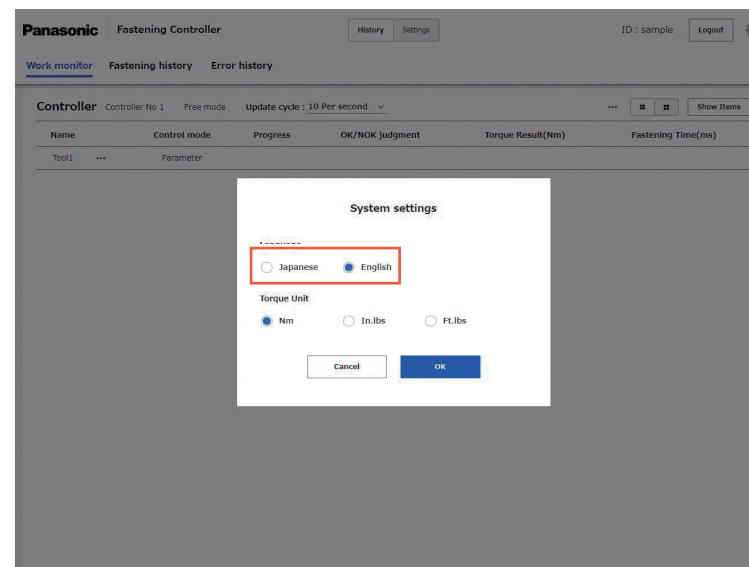 Panasonic Fastening Controller History Settings ID : sample Logout
Work monitor Fastening history Error history
Controller Controller No 1 Free mode Update cycle : 10 Per second ••• Show Items
Name Control mode Progress OK/NOK judgment Torque Result(Nm) Fastening Time(ms)
Tool1 ••• Parameter
System settings
Japanese English
Torque Unit
Nm In.lbs Ft.lbs
Cancel OK